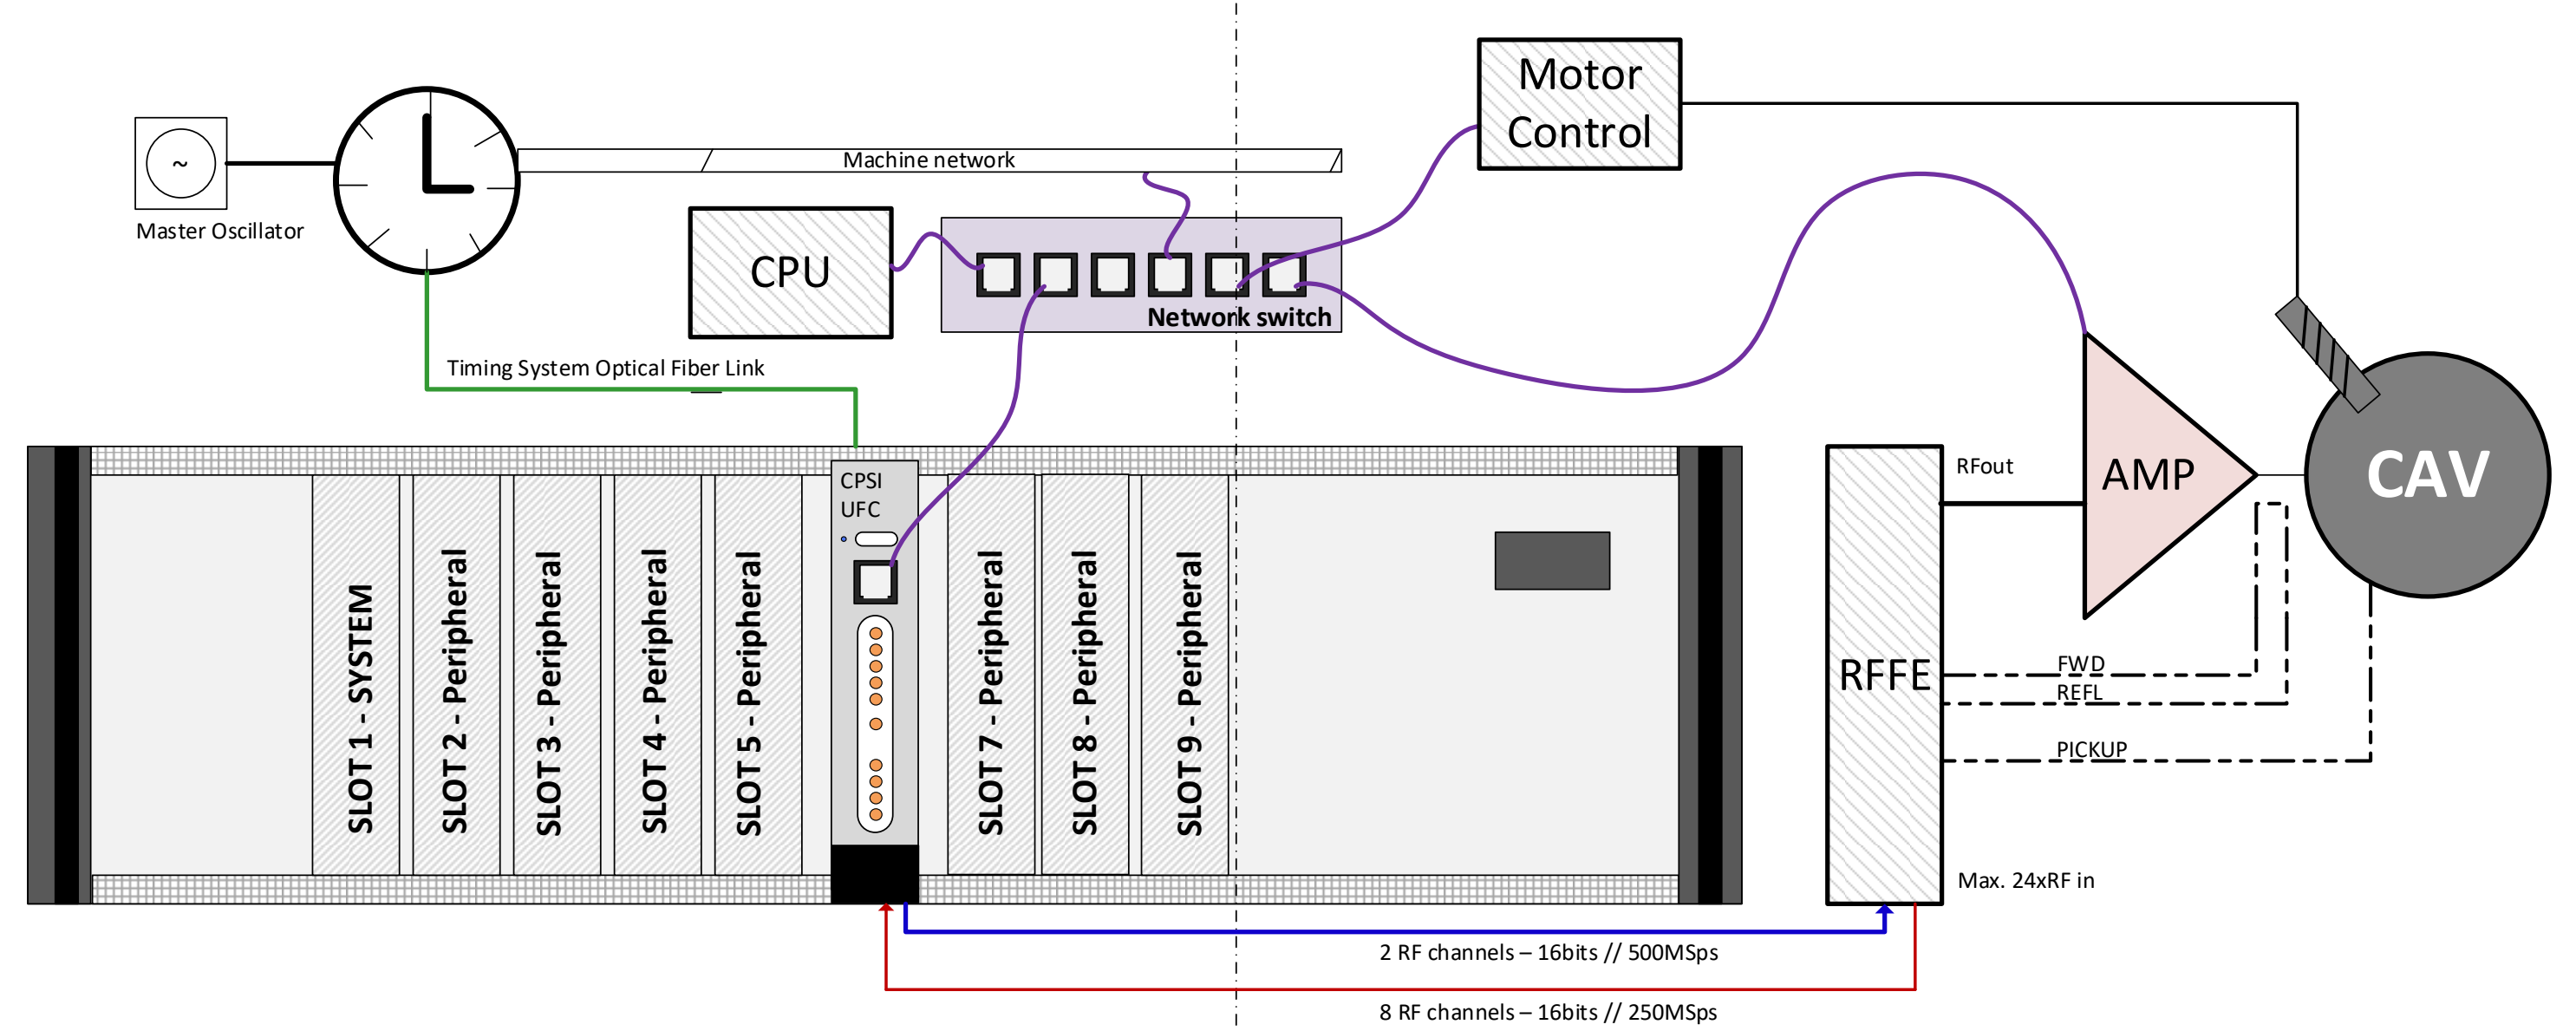 Motor
Control
~
Machine network
Master Oscillator
CPU
Network switch
Timing System Optical Fiber Link
CPSI
UFC
RFout
AMP
CAV
SLOT 1 - SYSTEM
SLOT 2 - Peripheral
SLOT 3 - Peripheral
SLOT 4 - Peripheral
SLOT 5 - Peripheral
SLOT 7 - Peripheral
SLOT 8 - Peripheral
SLOT 9 - Peripheral
RFFE
FWD
REFL
PICKUP
Max. 24xRF in
2 RF channels – 16bits // 500MSps
8 RF channels – 16bits // 250MSps